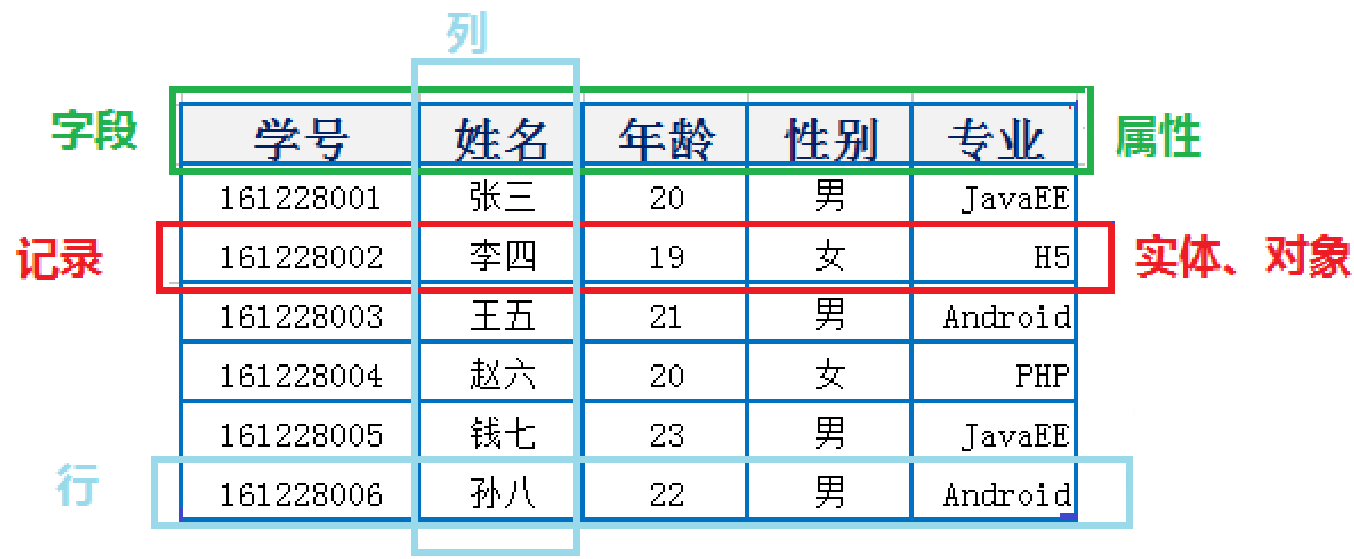 列
字段 学号 姓名 年龄 性别 专业 属性
161228001 张三 20 男 JavaEE
记录 161228002 李四 19 女 H5 实体、对象
161228003 王五 21 男 Android
161228004 赵六 20 女 PHP
161228005 钱七 23 男 JavaEE
行 161228006 孙八 22 男 Android